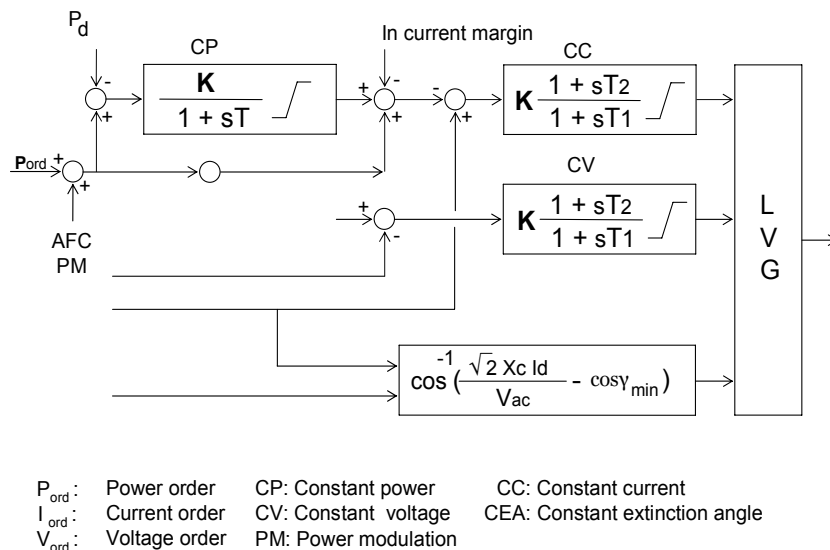 P_d
CP
In current margin
CC
K
1 + sT
K 1 + sT2
1 + sT1
CV
Pord
K 1 + sT2
1 + sT1
AFC
PM
L
V
G
cos^-1 ( √2 Xc Id / Vac - cosγ_min )
P_ord : Power order CP: Constant power CC: Constant current
I_ord : Current order CV: Constant voltage CEA: Constant extinction angle
V_ord : Voltage order PM: Power modulation